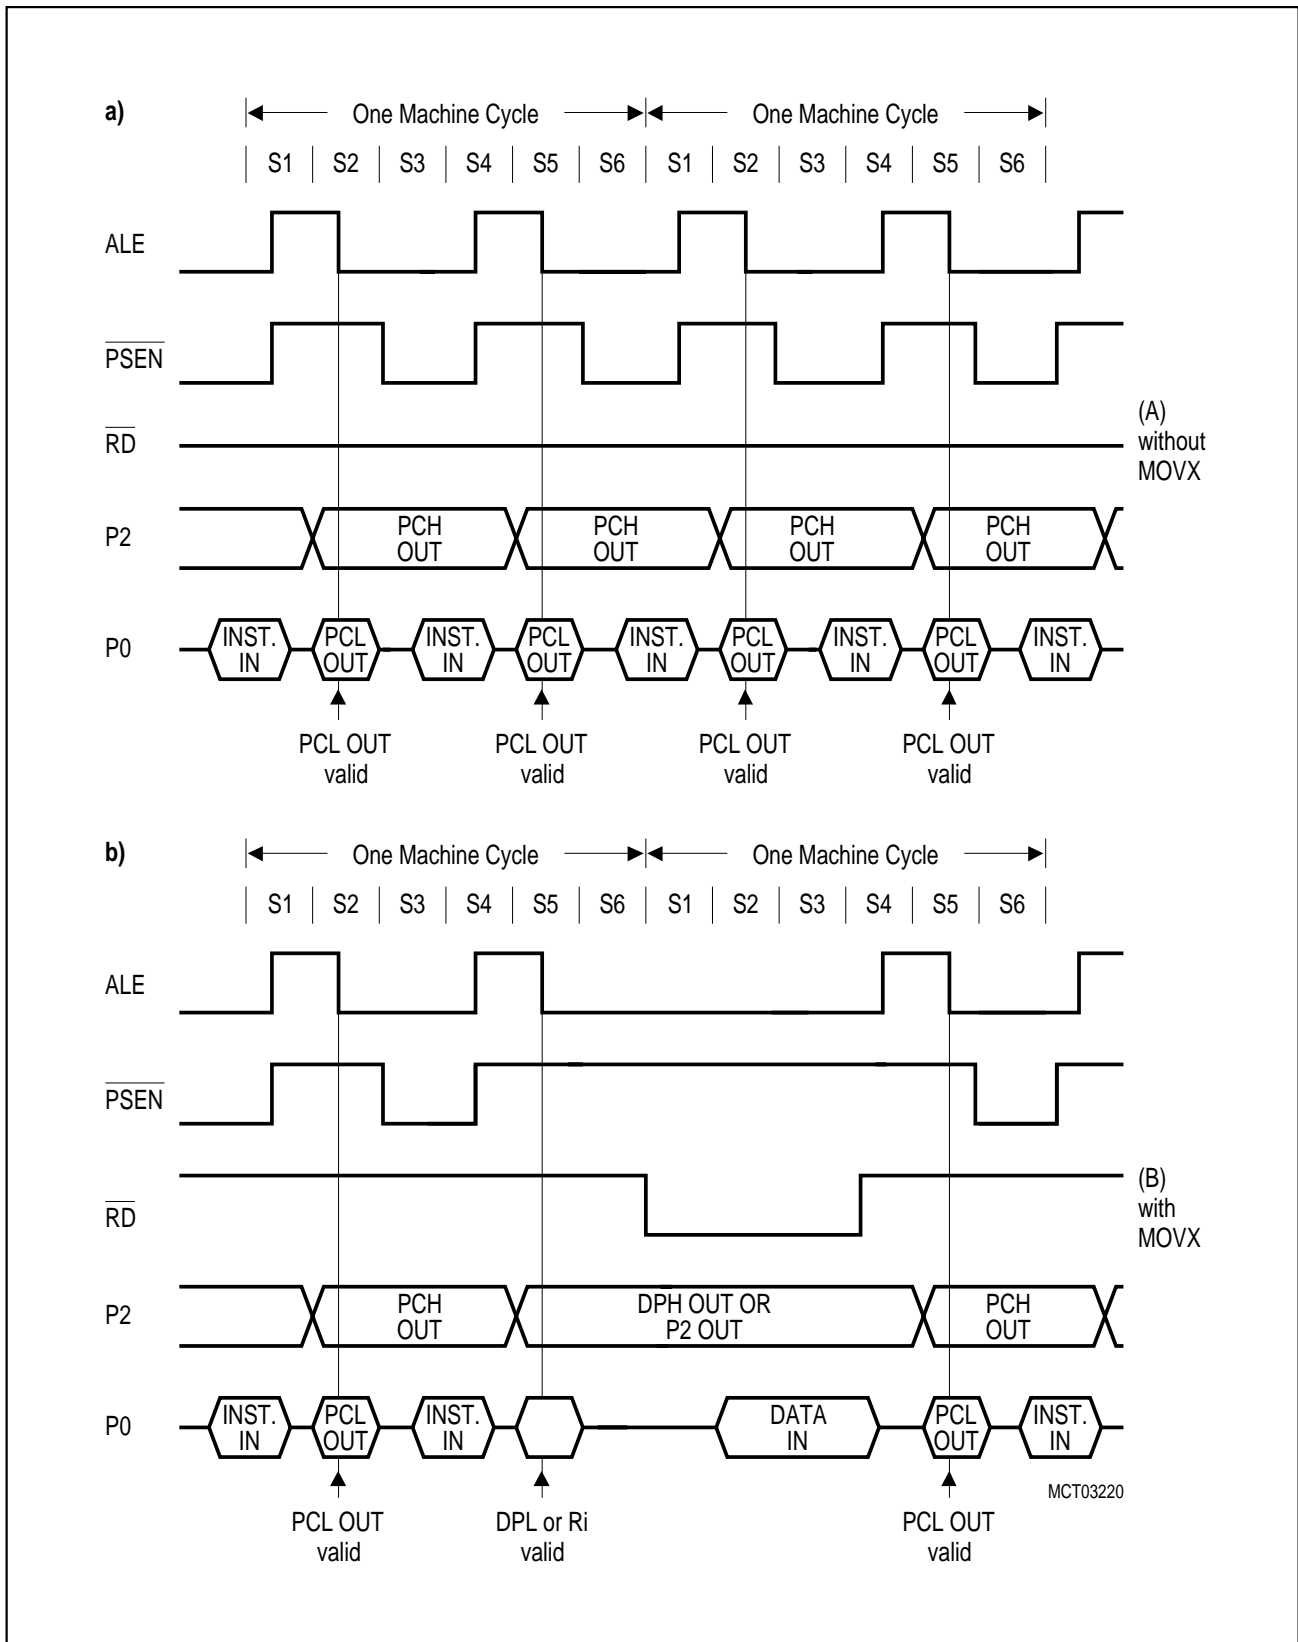 a)
One Machine Cycle
One Machine Cycle
S1 S2 S3 S4 S5 S6 S1 S2 S3 S4 S5 S6
ALE
PSEN
RD
(A)
without
MOVX
P2
PCH
OUT
PCH
OUT
PCH
OUT
PCH
OUT
P0
INST.
IN
PCL
OUT
INST.
IN
PCL
OUT
INST.
IN
PCL
OUT
INST.
IN
PCL
OUT
INST.
IN
PCL OUT
valid
PCL OUT
valid
PCL OUT
valid
PCL OUT
valid
b)
One Machine Cycle
One Machine Cycle
S1 S2 S3 S4 S5 S6 S1 S2 S3 S4 S5 S6
ALE
PSEN
RD
(B)
with
MOVX
P2
PCH
OUT
DPH OUT OR
P2 OUT
PCH
OUT
P0
INST.
IN
PCL
OUT
INST.
IN
DATA
IN
PCL
OUT
INST.
IN
MCT03220
PCL OUT
valid
DPL or Ri
valid
PCL OUT
valid